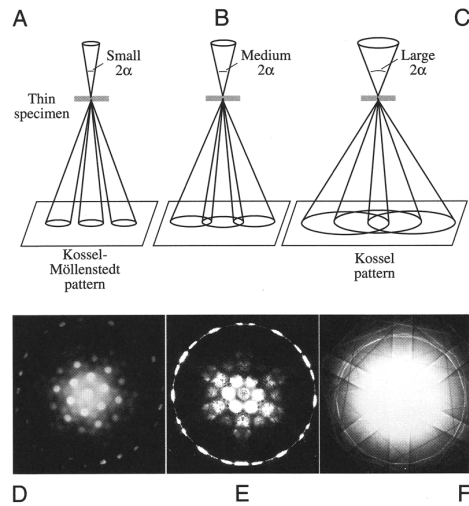 A
B
C
Small
2α
Medium
2α
Large
2α
Thin
specimen
Kossel-
Möllenstedt
pattern
Kossel
pattern
D
E
F